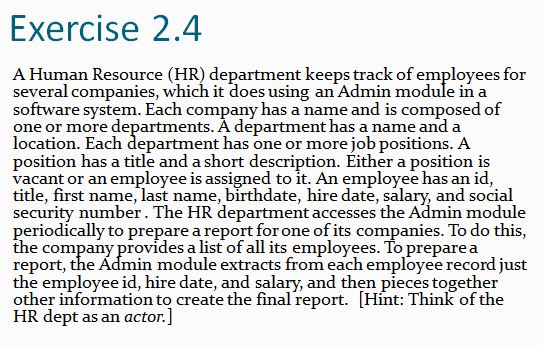 Exercise 2.4
A Human Resource (HR) department keeps track of employees for
several companies, which it does using an Admin module in a
software system. Each company has a name and is composed of
one or more departments. A department has a name and a
location. Each department has one or more job positions. A
position has a title and a short description. Either a position is
vacant or an employee is assigned to it. An employee has an id,
title, first name, last name, birthdate, hire date, salary, and social
security number . The HR department accesses the Admin module
periodically to prepare a report for one of its companies. To do this,
the company provides a list of all its employees. To prepare a
report, the Admin module extracts from each employee record just
the employee id, hire date, and salary, and then pieces together
other information to create the final report. [Hint: Think of the
HR dept as an actor.]